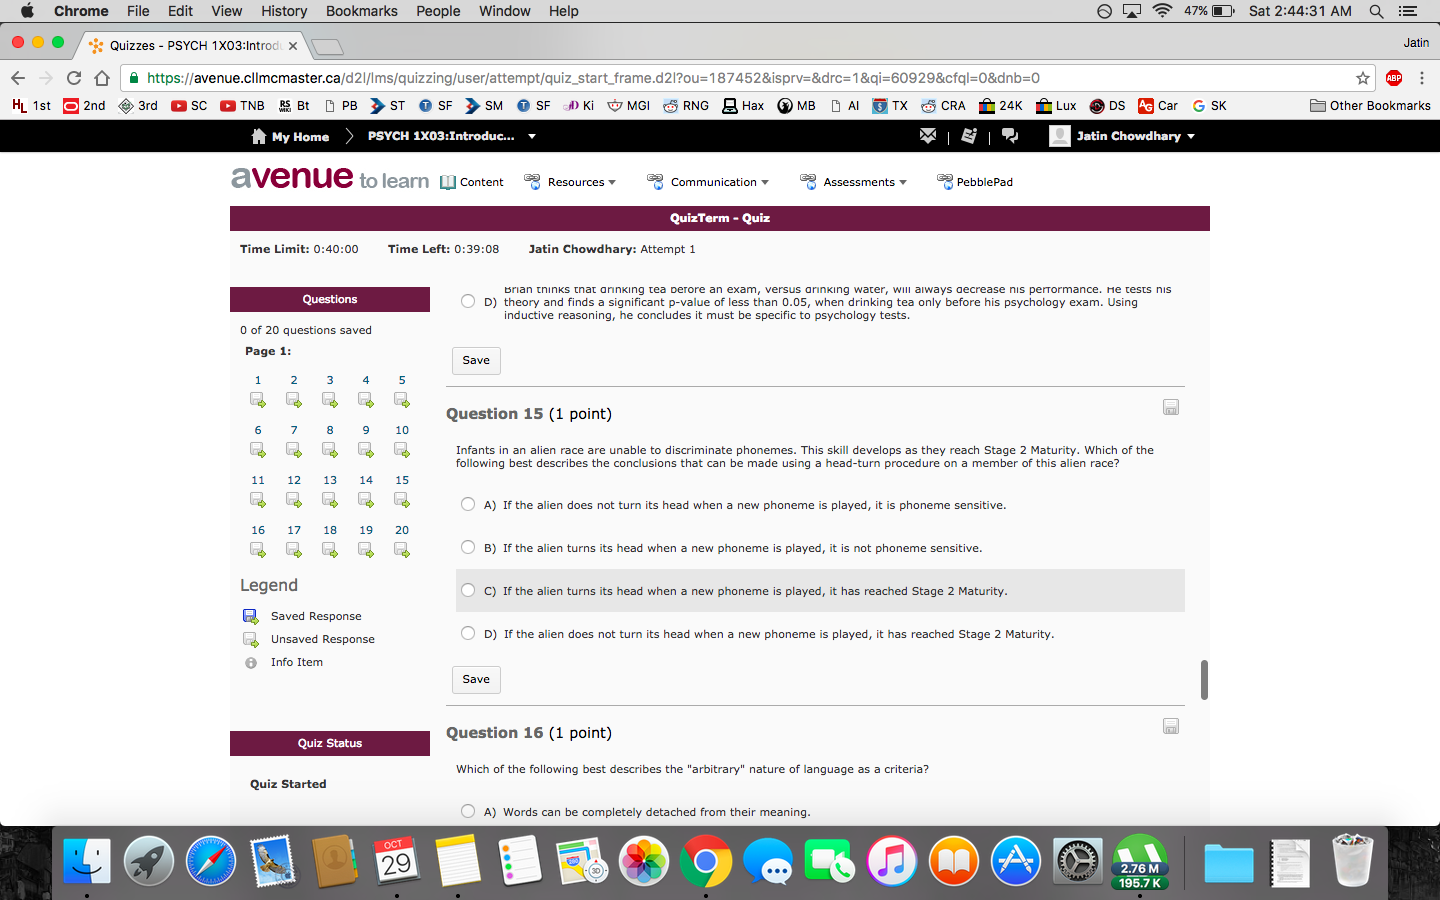 Chrome File Edit View History Bookmarks People Window Help 47% Sat 2:44:31 AM
Quizzes - PSYCH 1X03:Introdu Jatin
https://avenue.cllmcmaster.ca/d2l/lms/quizzing/user/attempt/quiz_start_frame.d2l?ou=187452&isprv=&drc=1&qi=60929&cfql=0&dnb=0 ABP
HL 1st 2nd 3rd SC TNB RS WIKI Bt PB ST T SF SM T SF Ki MGI RNG Hax MB AI TX CRA 24K Lux DS AG Car G SK Other Bookmarks
My Home PSYCH 1X03:Introduc... Jatin Chowdhary
avenue to learn Content Resources Communication Assessments PebblePad
QuizTerm - Quiz
Time Limit: 0:40:00 Time Left: 0:39:08 Jatin Chowdhary: Attempt 1
Questions
0 of 20 questions saved
Page 1:
1 2 3 4 5
6 7 8 9 10
11 12 13 14 15
16 17 18 19 20
Legend
Saved Response
Unsaved Response
Info Item
Quiz Status
Quiz Started
Brian thinks that drinking tea before an exam, versus drinking water, will always decrease his performance. He tests his
D) theory and finds a significant p-value of less than 0.05, when drinking tea only before his psychology exam. Using
inductive reasoning, he concludes it must be specific to psychology tests.
Save
Question 15 (1 point)
Infants in an alien race are unable to discriminate phonemes. This skill develops as they reach Stage 2 Maturity. Which of the
following best describes the conclusions that can be made using a head-turn procedure on a member of this alien race?
A) If the alien does not turn its head when a new phoneme is played, it is phoneme sensitive.
B) If the alien turns its head when a new phoneme is played, it is not phoneme sensitive.
C) If the alien turns its head when a new phoneme is played, it has reached Stage 2 Maturity.
D) If the alien does not turn its head when a new phoneme is played, it has reached Stage 2 Maturity.
Save
Question 16 (1 point)
Which of the following best describes the "arbitrary" nature of language as a criteria?
A) Words can be completely detached from their meaning.
OCT
29
3D
2.76 M
195.7 K